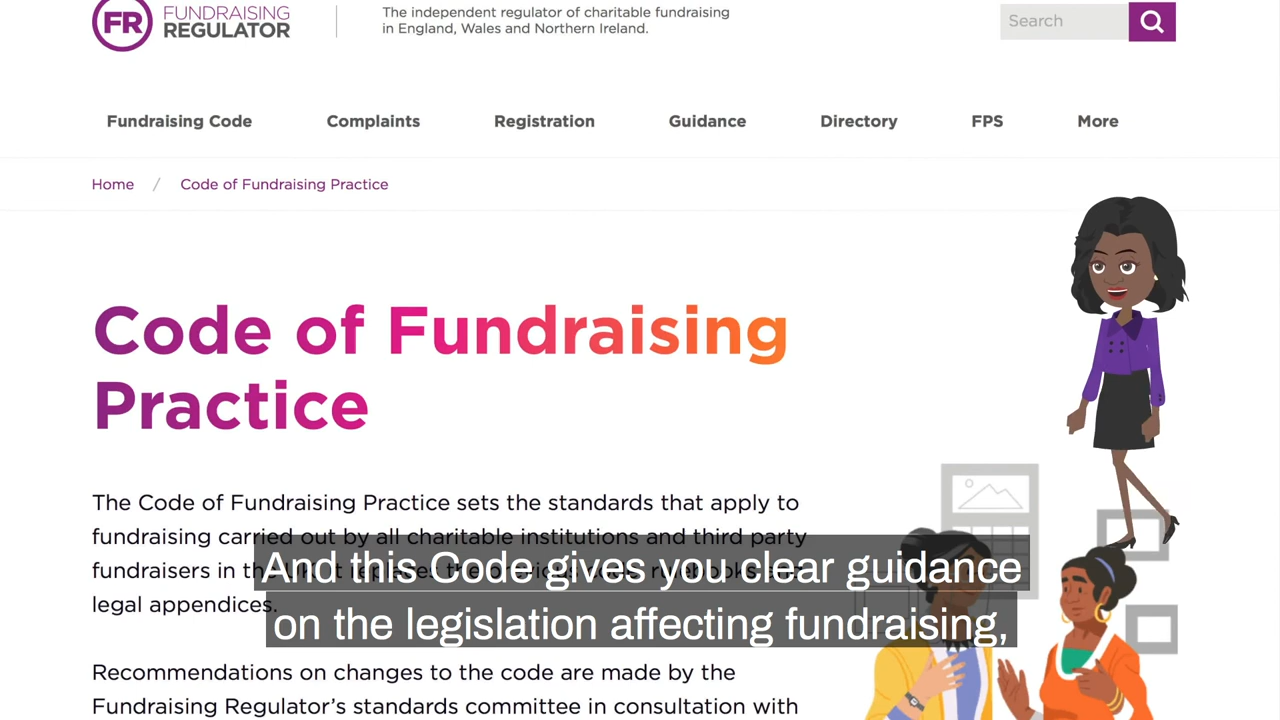 FR
FUNDRAISING
REGULATOR
The independent regulator of charitable fundraising
in England, Wales and Northern Ireland.
Search
Fundraising Code
Complaints
Registration
Guidance
Directory
FPS
More
Home / Code of Fundraising Practice
Code of Fundraising
Practice
The Code of Fundraising Practice sets the standards that apply to
fundraising carried out by all charitable institutions and third party
fundraisers in the
legal appendices.
And this Code gives you clear guidance
on the legislation affecting fundraising,
Recommendations on changes to the code are made by the
Fundraising Regulator's standards committee in consultation with